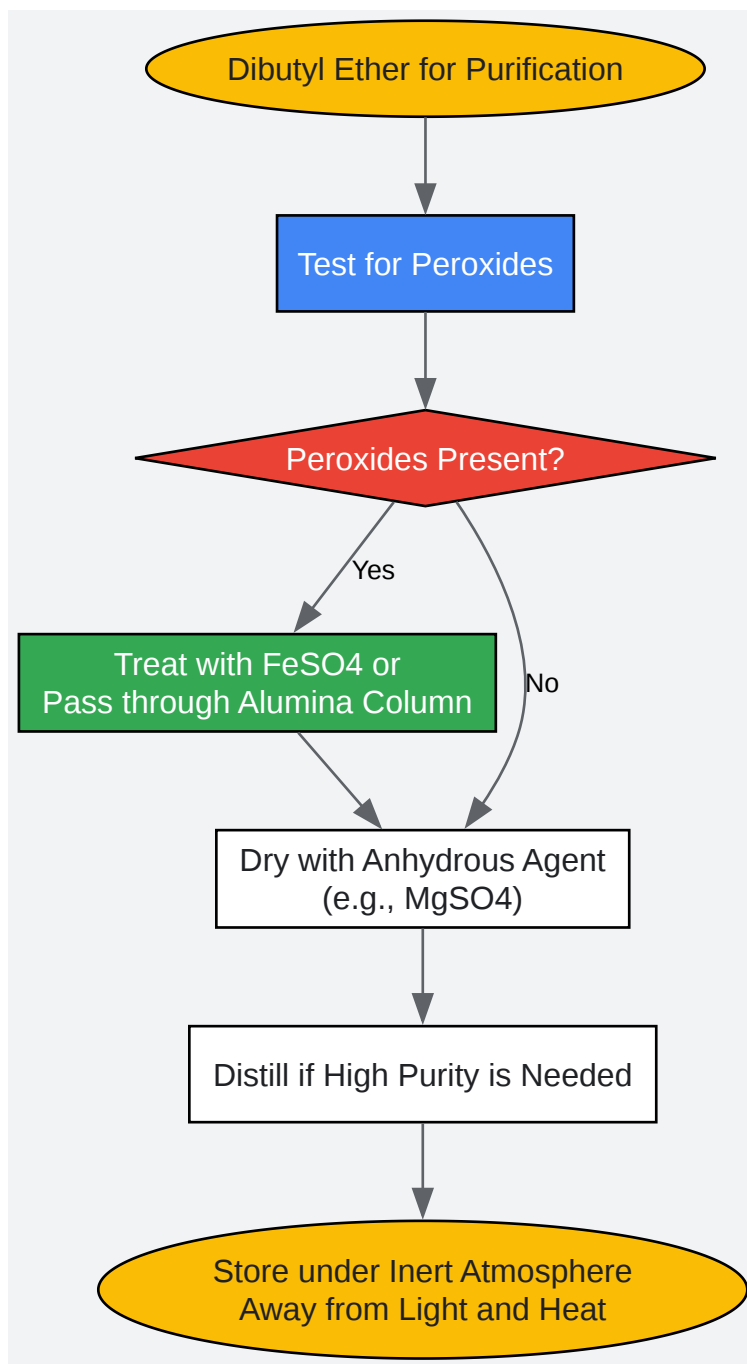 Dibutyl Ether for Purification
Test for Peroxides
Peroxides Present?
Yes
Treat with FeSO4 or
Pass through Alumina Column
No
Dry with Anhydrous Agent
(e.g., MgSO4)
Distill if High Purity is Needed
Store under Inert Atmosphere
Away from Light and Heat